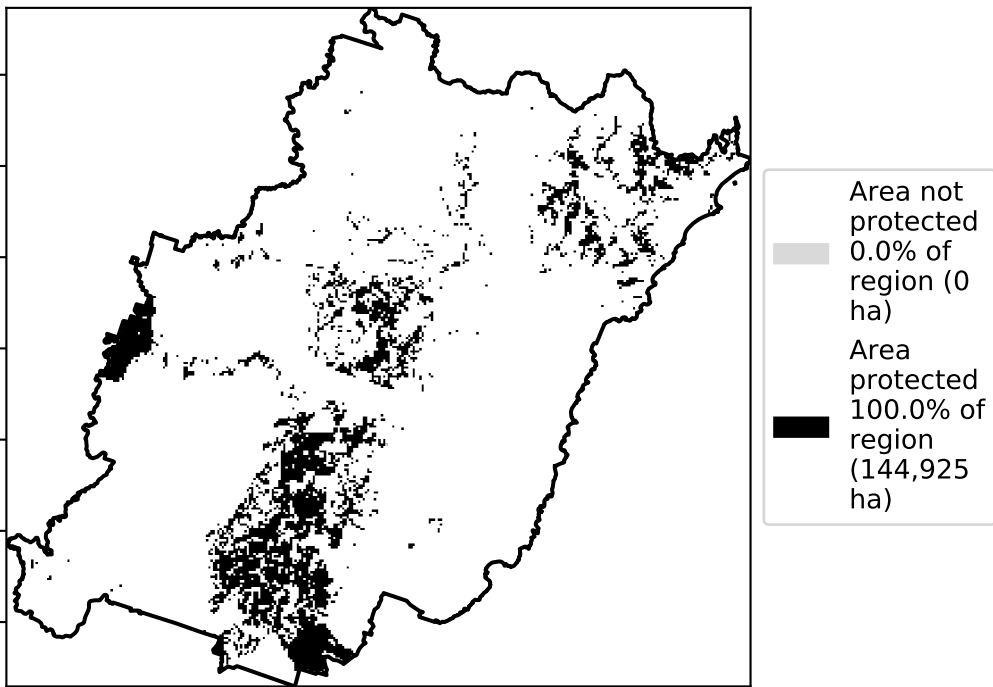 Area not
protected
0.0% of
region (0
ha)
Area
protected
100.0% of
region
(144,925
ha)